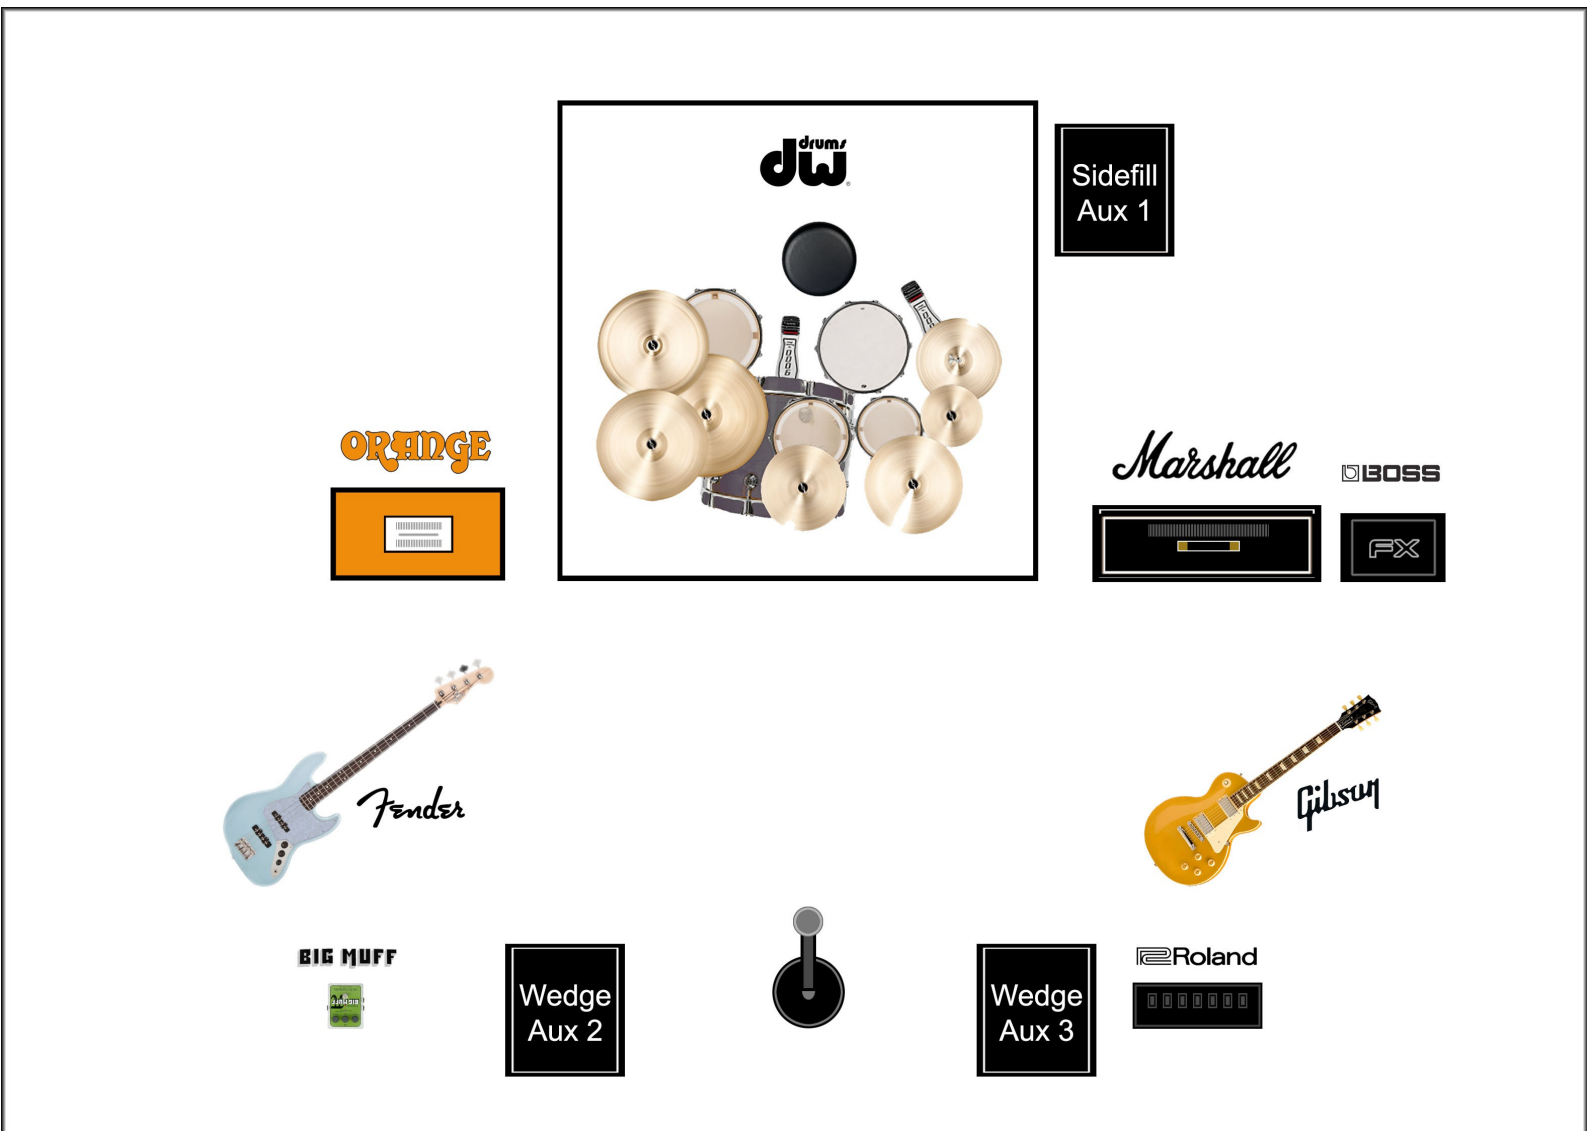 drums
dw
Sidefill
Aux 1
9000
ORANGE
Marshall
BOSS
FX
Fender
Gibson
BIG MUFF
Wedge
Aux 2
Wedge
Aux 3
Roland